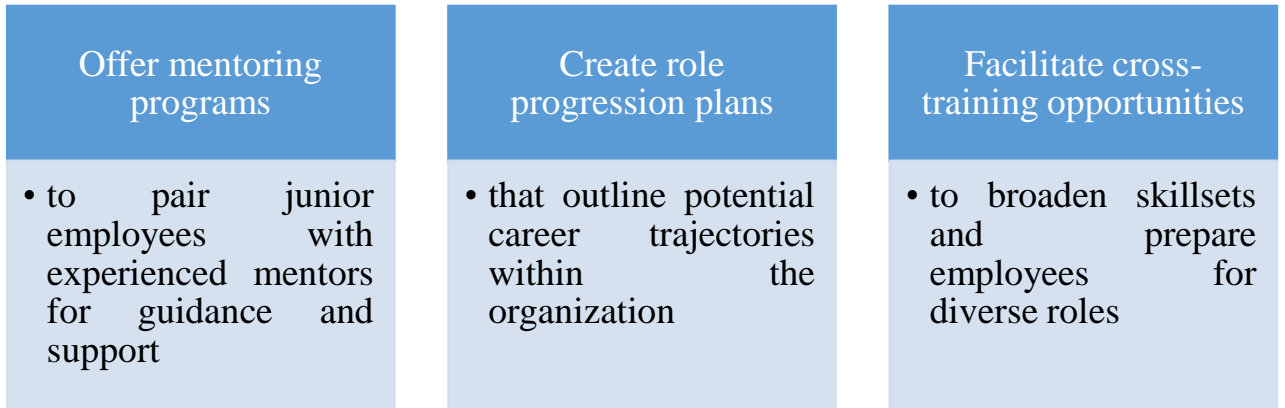 Offer mentoring
programs
• to pair junior
employees with
experienced mentors
for guidance and
support
Create role
progression plans
• that outline potential
career trajectories
within the
organization
Facilitate cross-
training opportunities
• to broaden skillsets
and prepare
employees for
diverse roles